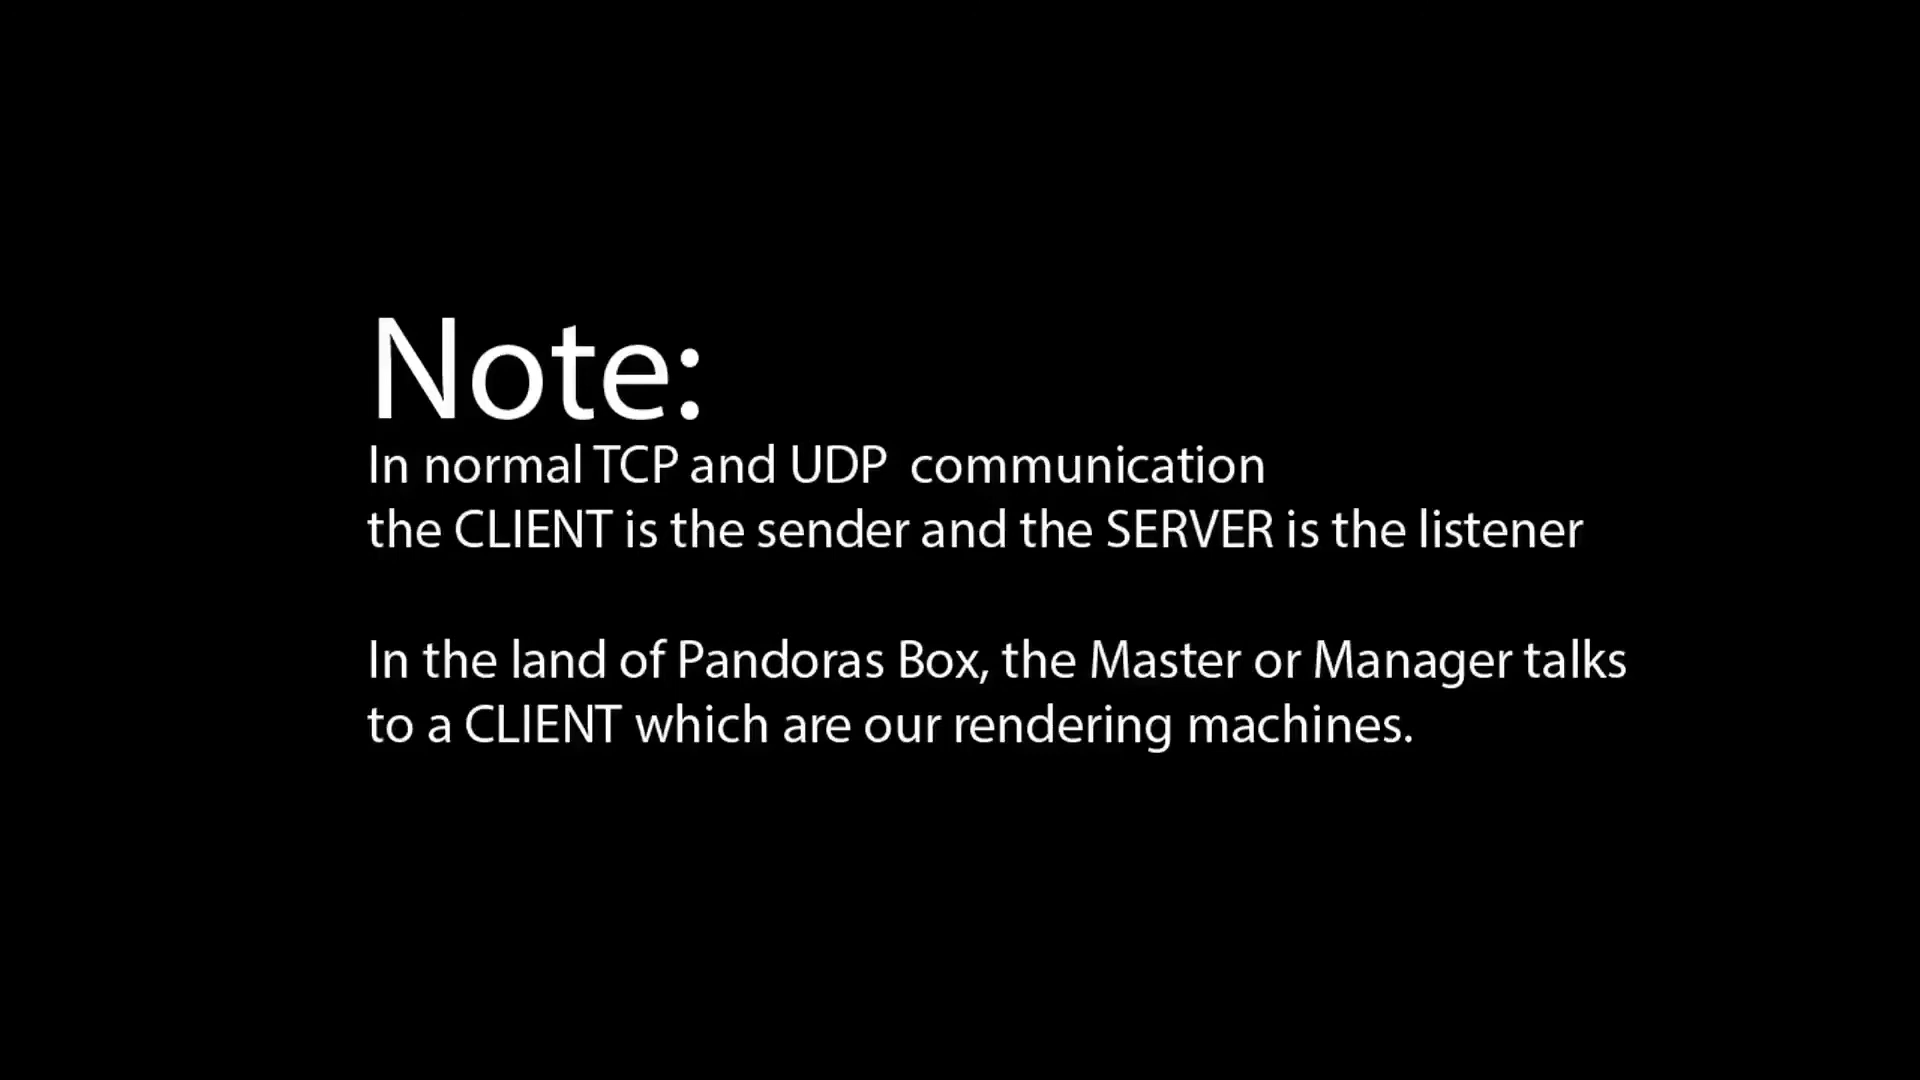 Note:
In normal TCP and UDP  communication
the CLIENT is the sender and the SERVER is the listener
In the land of Pandoras Box, the Master or Manager talks
to a CLIENT which are our rendering machines.